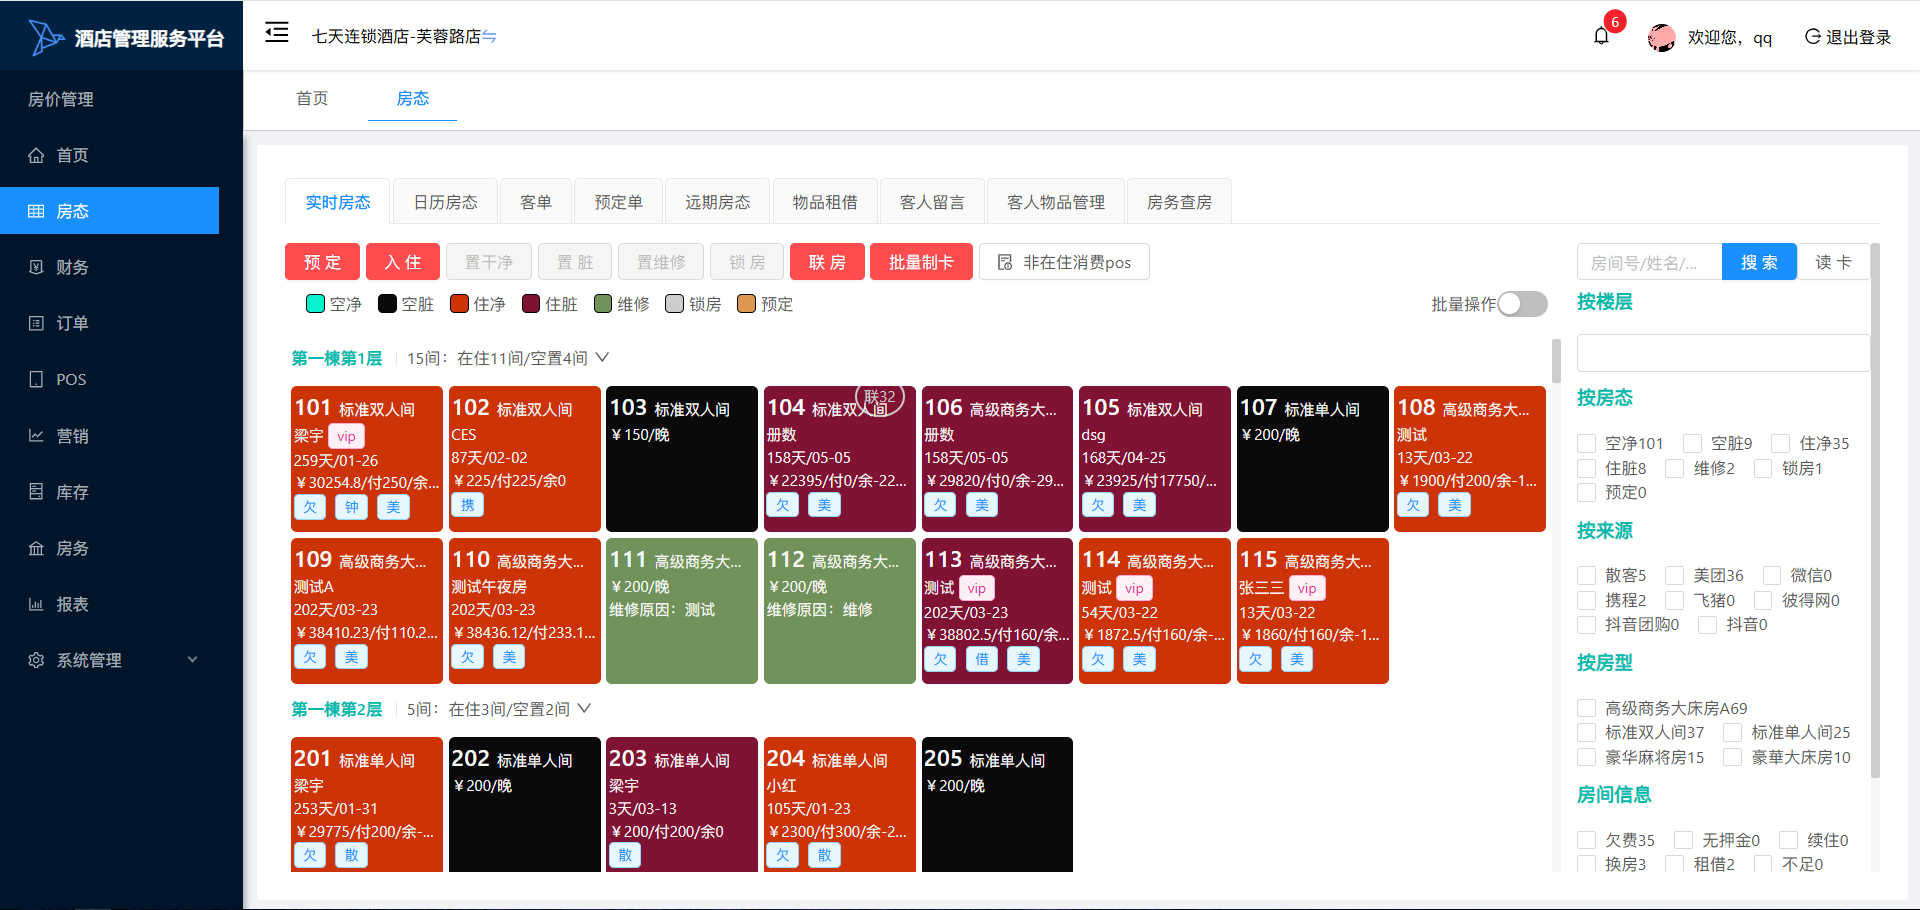 酒店管理服务平台
七天连锁酒店-芙蓉路店
6
欢迎您，qq
退出登录
房价管理
首页
房态
财务
订单
POS
营销
库存
房务
报表
系统管理
首页 房态
实时房态 日历房态 客单 预定单 远期房态 物品租借 客人留言 客人物品管理 房务查房
预 定 入 住 置干净 置 脏 置维修 锁 房 联 房 批量制卡 非在住消费pos
空净 空脏 住净 住脏 维修 锁房 预定
批量操作
第一棟第1层 15间：在住11间/空置4间
101 标准双人间
梁宇 vip
259天/01-26
￥30254.8/付250/余...
欠 钟 美
102 标准双人间
CES
87天/02-02
￥225/付225/余0
携
103 标准双人间
￥150/晚
联32
104 标准双人间
册数
158天/05-05
￥22395/付0/余-22...
欠 美
106 高级商务大...
册数
158天/05-05
￥29820/付0/余-29...
欠 美
105 标准双人间
dsg
168天/04-25
￥23925/付17750/...
欠 美
107 标准单人间
￥200/晚
108 高级商务大...
测试
13天/03-22
￥1900/付200/余-1...
欠 美
109 高级商务大...
测试A
202天/03-23
￥38410.23/付110.2...
欠 美
110 高级商务大...
测试午夜房
202天/03-23
￥38436.12/付233.1...
欠 美
111 高级商务大...
￥200/晚
维修原因：测试
112 高级商务大...
￥200/晚
维修原因：维修
113 高级商务大...
测试 vip
202天/03-23
￥38802.5/付160/余...
欠 借 美
114 高级商务大...
测试 vip
54天/03-22
￥1872.5/付160/余-...
欠 美
115 高级商务大...
张三三 vip
13天/03-22
￥1860/付160/余-1...
欠 美
第一棟第2层 5间：在住3间/空置2间
201 标准单人间
梁宇
253天/01-31
￥29775/付200/余-...
欠 散
202 标准单人间
￥200/晚
203 标准单人间
梁宇
3天/03-13
￥200/付200/余0
散
204 标准单人间
小红
105天/01-23
￥2300/付300/余-2...
欠 散
205 标准单人间
￥200/晚
房间号/姓名/... 搜 索 读 卡
按楼层
按房态
空净101 空脏9 住净35
住脏8 维修2 锁房1
预定0
按来源
散客5 美团36 微信0
携程2 飞猪0 彼得网0
抖音团购0 抖音0
按房型
高级商务大床房A69
标准双人间37 标准单人间25
豪华麻将房15 豪華大床房10
房间信息
欠费35 无押金0 续住0
换房3 租借2 不足0